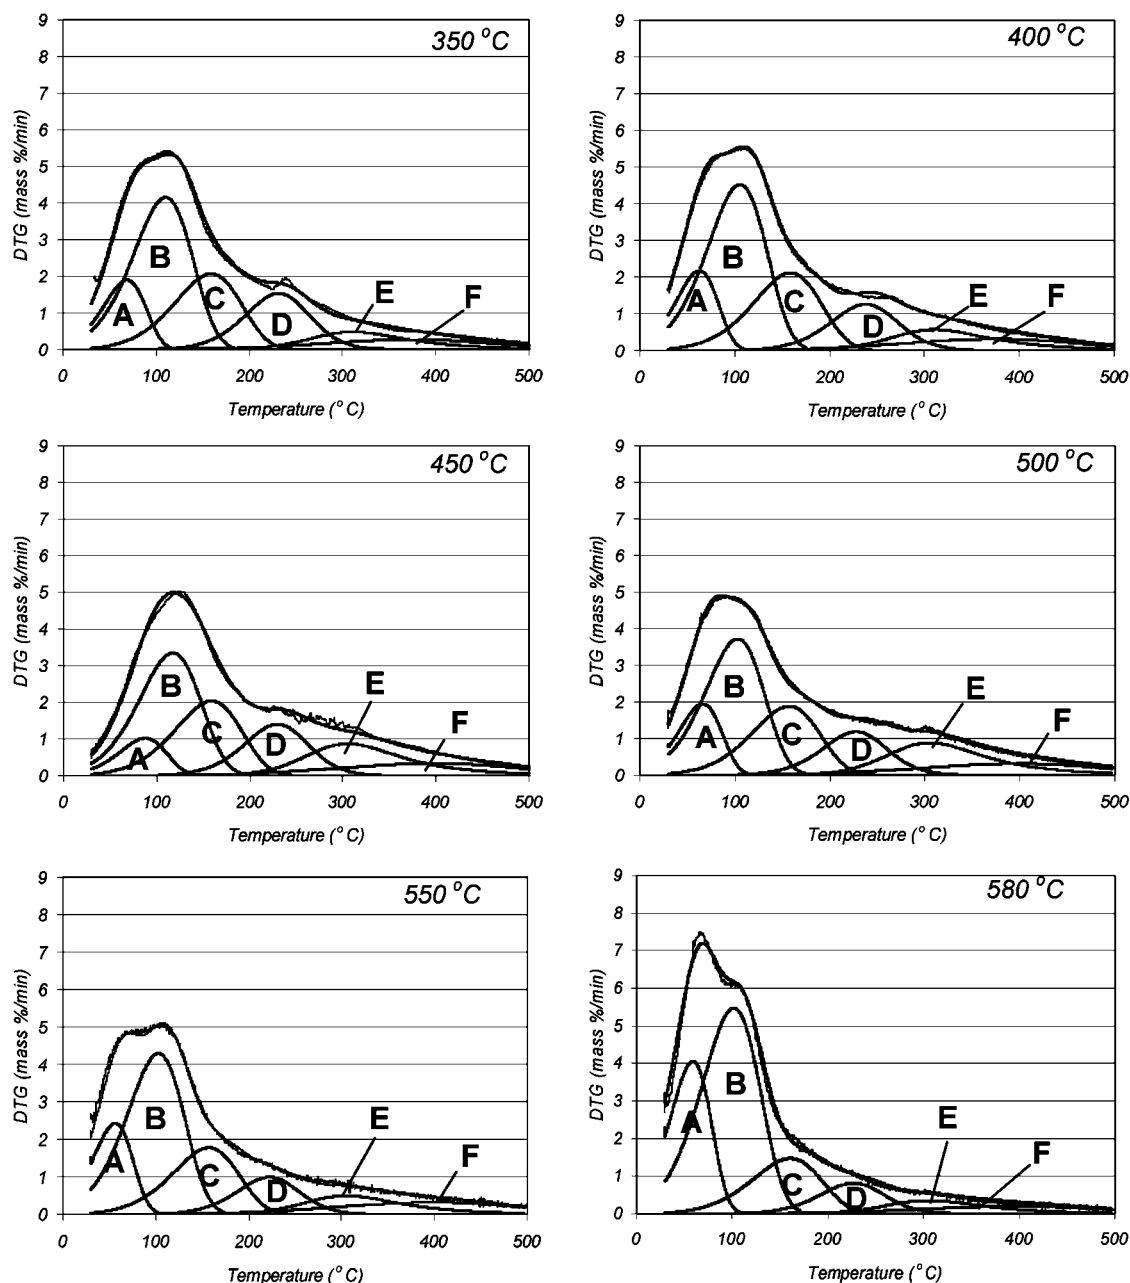 350 °C
9
8
7
6
5
4
3
2
1
0
DTG (mass %/min)
A
B
C
D
E
F
0 100 200 300 400 500
Temperature (° C)
400 °C
9
8
7
6
5
4
3
2
1
0
DTG (mass %/min)
A
B
C
D
E
F
0 100 200 300 400 500
Temperature (° C)
450 °C
9
8
7
6
5
4
3
2
1
0
DTG (mass %/min)
A
B
C
D
E
F
0 100 200 300 400 500
Temperature (° C)
500 °C
9
8
7
6
5
4
3
2
1
0
DTG (mass %/min)
A
B
C
D
E
F
0 100 200 300 400 500
Temperature (° C)
550 °C
9
8
7
6
5
4
3
2
1
0
DTG (mass %/min)
A
B
C
D
E
F
0 100 200 300 400 500
Temperature (° C)
580 °C
9
8
7
6
5
4
3
2
1
0
DTG (mass %/min)
A
B
C
D
E
F
0 100 200 300 400 500
Temperature (° C)